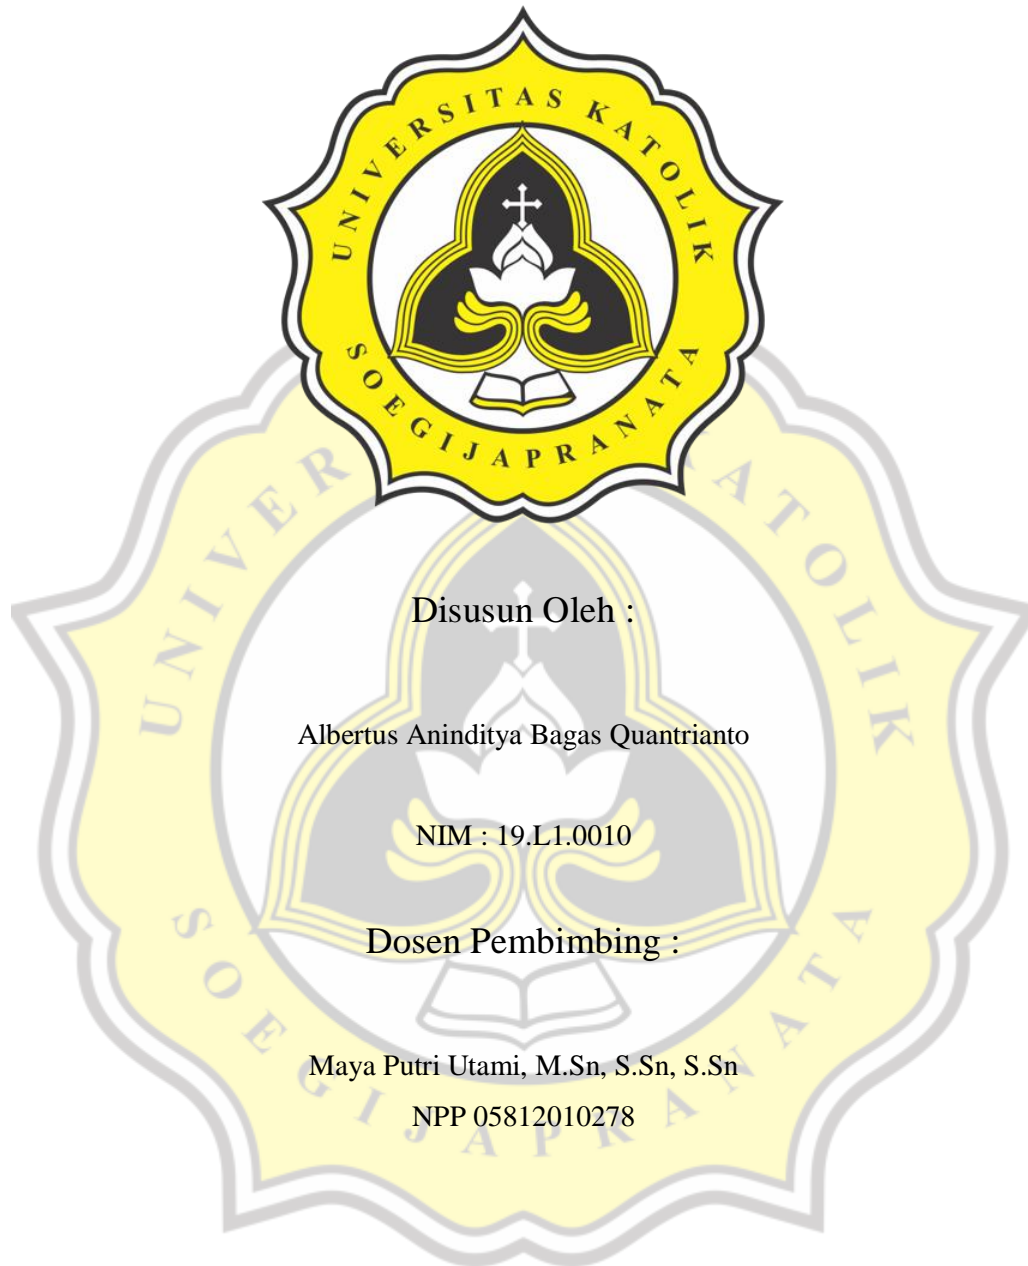 UNIVERSITAS KATOLIK
SOEGIJAPRANATA
Disusun Oleh :
Albertus Aninditya Bagas Quantrianto
NIM : 19.L1.0010
Dosen Pembimbing :
Maya Putri Utami, M.Sn, S.Sn, S.Sn
NPP 05812010278